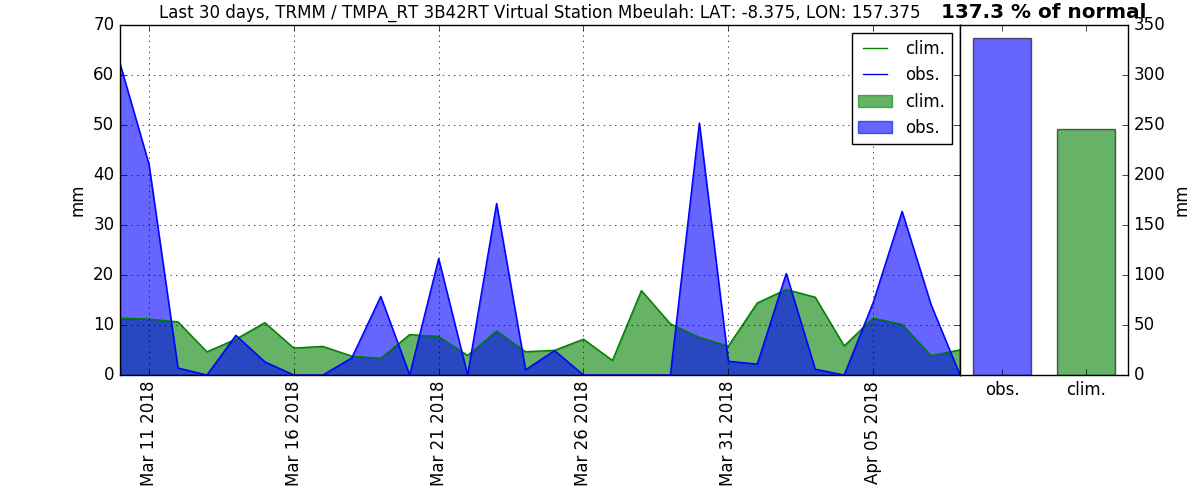 Last 30 days, TRMM / TMPA_RT 3B42RT Virtual Station Mbeulah: LAT: -8.375, LON: 157.375
137.3 % of normal
70
60
50
40
30
20
10
0
mm
clim.
obs.
clim.
obs.
350
300
250
200
150
100
50
0
mm
Mar 11 2018
Mar 16 2018
Mar 21 2018
Mar 26 2018
Mar 31 2018
Apr 05 2018
obs.
clim.